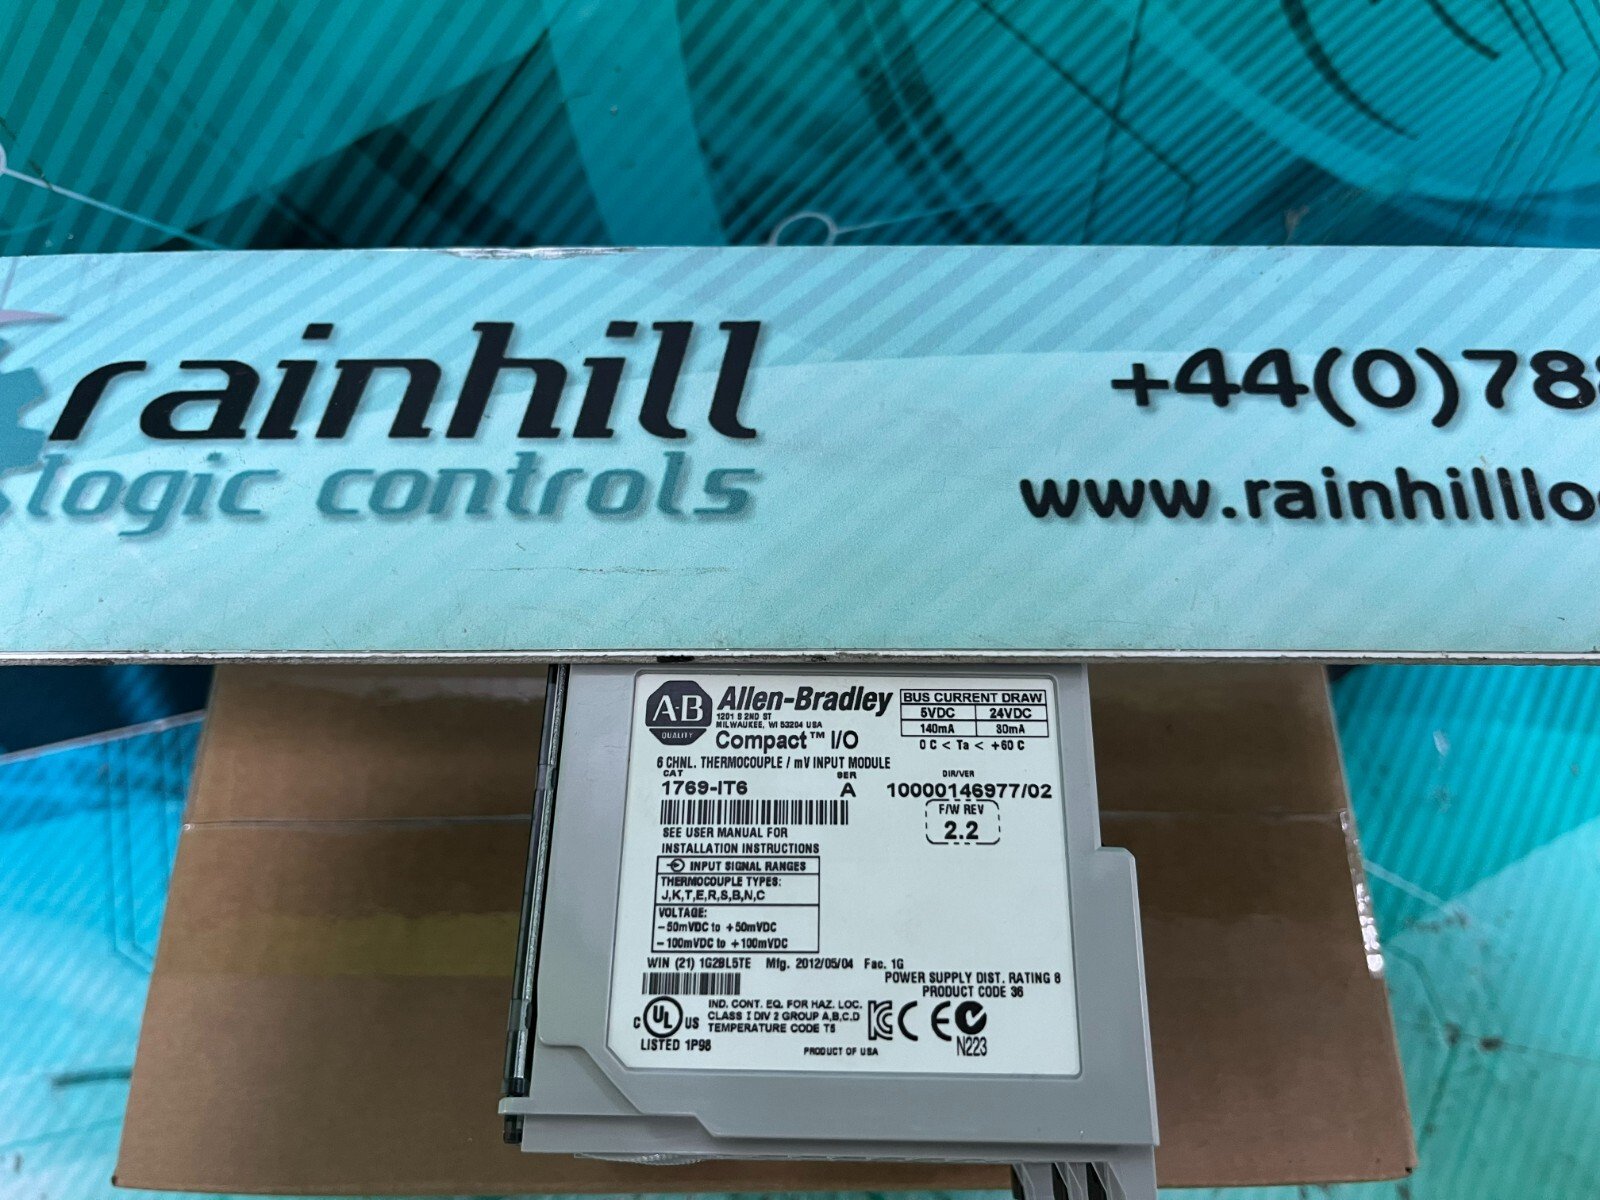 rainhill
logic controls
+44(0)78
www.rainhilllo
A·B
QUALITY
Allen-Bradley
1201 S 2ND ST
MILWAUKEE, WI 53204 USA
Compact™ I/O
BUS CURRENT DRAW
5VDC 24VDC
140mA 30mA
0 C < Ta < +60 C
6 CHNL. THERMOCOUPLE / mV INPUT MODULE
CAT SER DIR/VER
1769-IT6 A 10000146977/02
F/W REV
2.2
SEE USER MANUAL FOR
INSTALLATION INSTRUCTIONS
INPUT SIGNAL RANGES
THERMOCOUPLE TYPES:
J,K,T,E,R,S,B,N,C
VOLTAGE:
-50mVDC to +50mVDC
-100mVDC to +100mVDC
WIN (21) 1G2BL5TE Mfg. 2012/05/04 Fac. 1G
POWER SUPPLY DIST. RATING 8
PRODUCT CODE 36
C UL US
LISTED 1P98
IND. CONT. EQ. FOR HAZ. LOC.
CLASS I DIV 2 GROUP A,B,C,D
TEMPERATURE CODE T5
PRODUCT OF USA
CE
N223